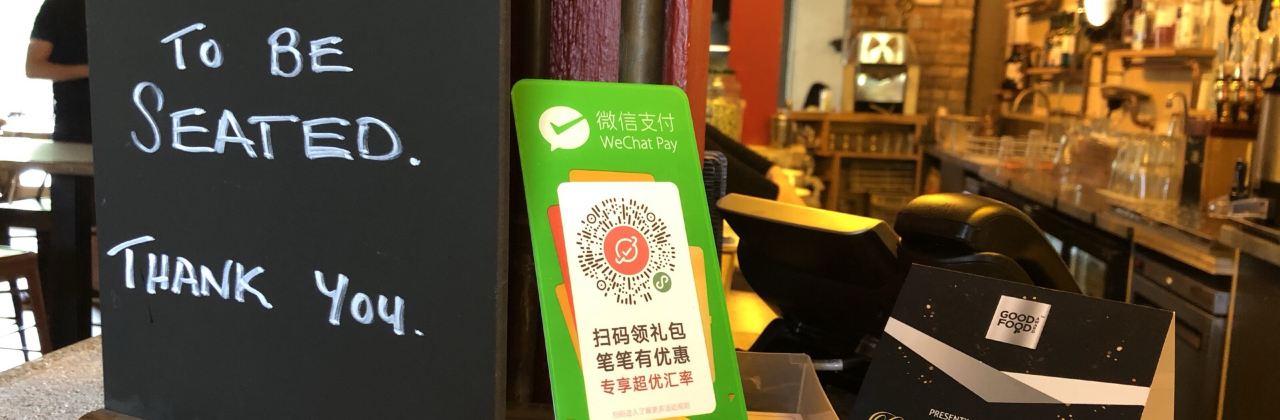 TO BE
SEATED.
THANK YOU.
微信支付
WeChat Pay
扫码领礼包
笔笔有优惠
专享超优汇率
GOOD
FOOD